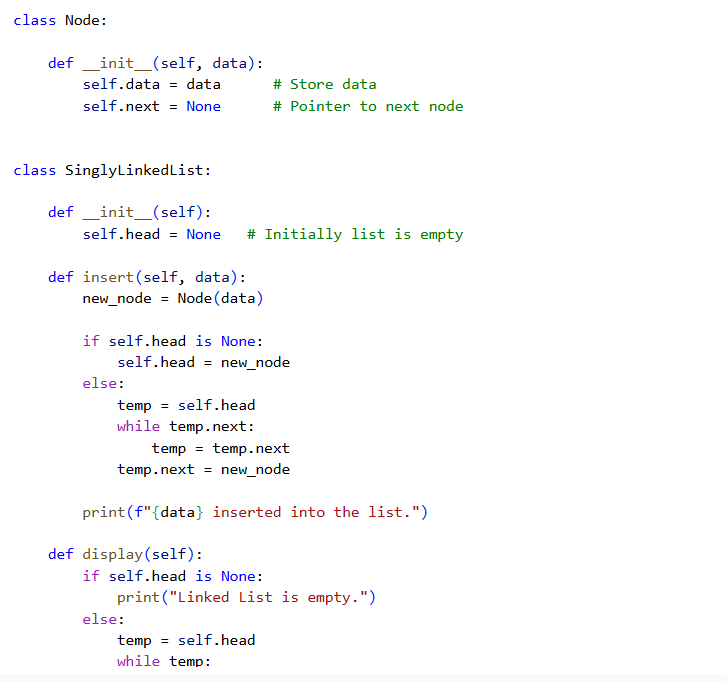 class Node:
    def __init__(self, data):
        self.data = data      # Store data
        self.next = None      # Pointer to next node
class SinglyLinkedList:
    def __init__(self):
        self.head = None   # Initially list is empty
    def insert(self, data):
        new_node = Node(data)
        if self.head is None:
            self.head = new_node
        else:
            temp = self.head
            while temp.next:
                temp = temp.next
            temp.next = new_node
        print(f"{data} inserted into the list.")
    def display(self):
        if self.head is None:
            print("Linked List is empty.")
        else:
            temp = self.head
            while temp: